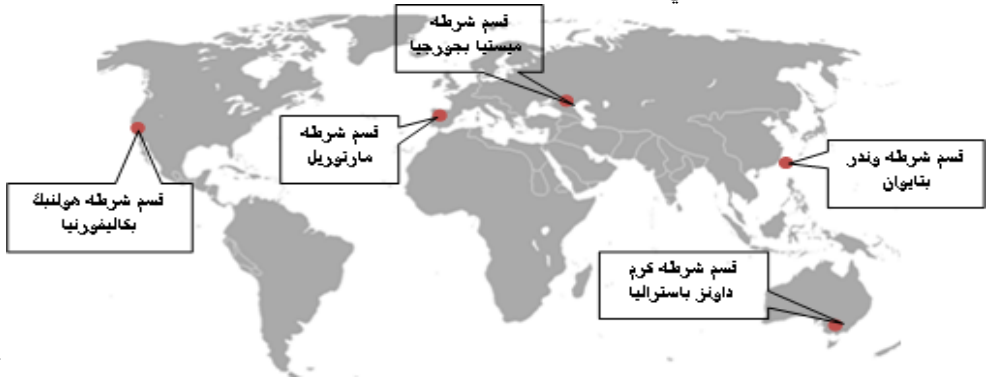 قسم شرطه
ميستيا بجورجيا
قسم شرطه
مارتوريل
قسم شرطه وندر
بتايوان
قسم شرطه هولنبك
بكاليفورنيا
قسم شرطه كرم
داونز باستراليا